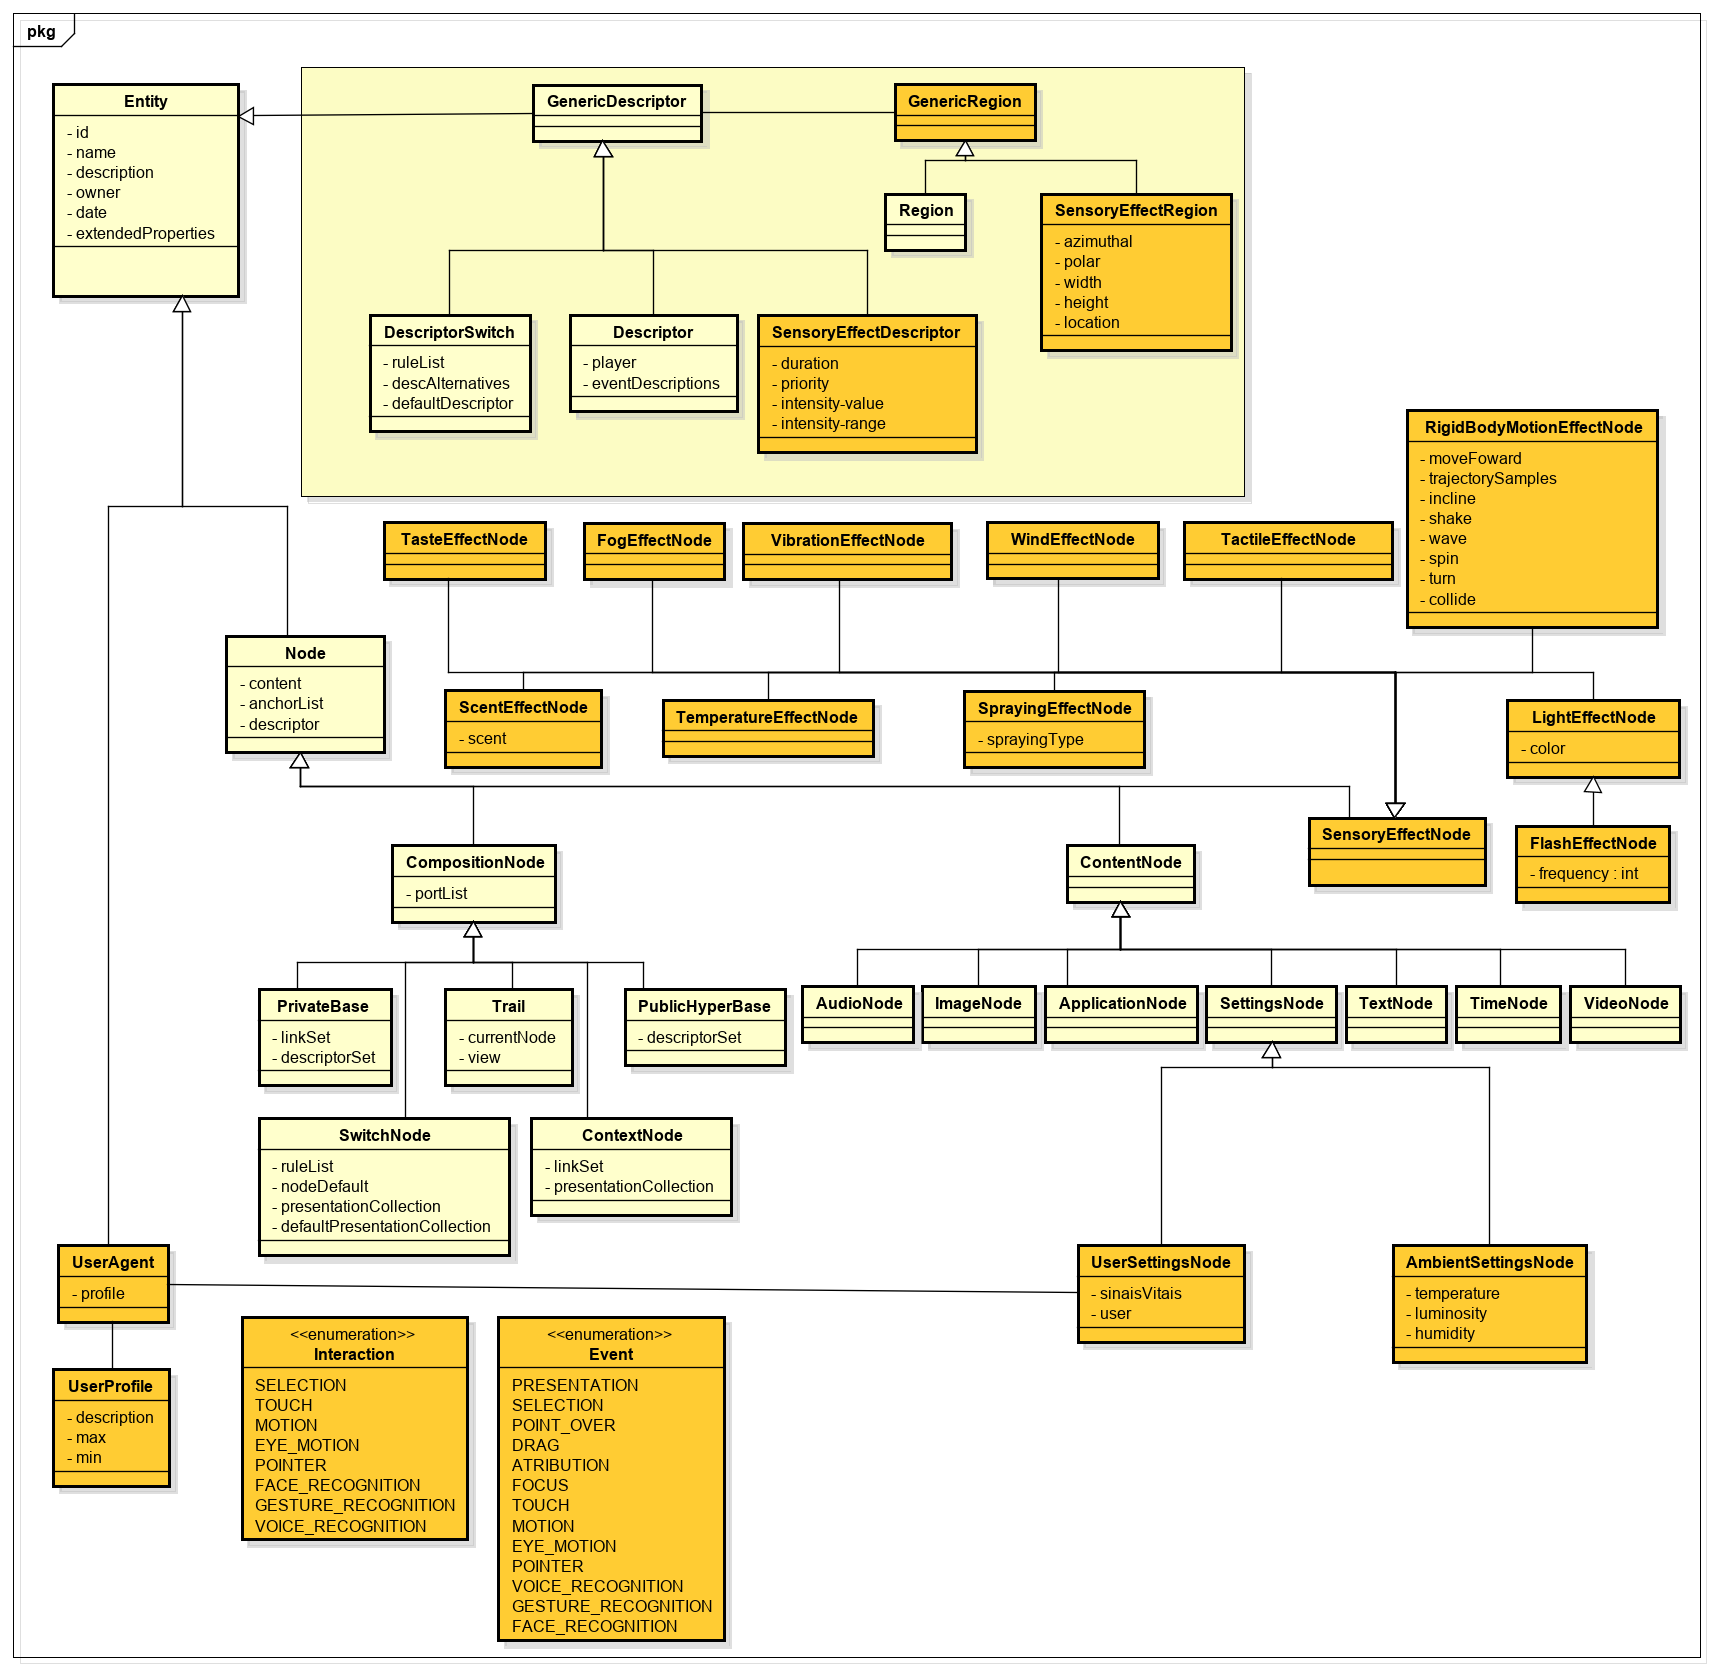 pkg
Entity
- id
- name
- description
- owner
- date
- extendedProperties
GenericDescriptor
GenericRegion
Region
SensoryEffectRegion
- azimuthal
- polar
- width
- height
- location
DescriptorSwitch
- ruleList
- descAlternatives
- defaultDescriptor
Descriptor
- player
- eventDescriptions
SensoryEffectDescriptor
- duration
- priority
- intensity-value
- intensity-range
RigidBodyMotionEffectNode
- moveFoward
- trajectorySamples
- incline
- shake
- wave
- spin
- turn
- collide
TasteEffectNode
FogEffectNode
VibrationEffectNode
WindEffectNode
TactileEffectNode
Node
- content
- anchorList
- descriptor
ScentEffectNode
- scent
TemperatureEffectNode
SprayingEffectNode
- sprayingType
LightEffectNode
- color
CompositionNode
- portList
ContentNode
SensoryEffectNode
FlashEffectNode
- frequency : int
PrivateBase
- linkSet
- descriptorSet
Trail
- currentNode
- view
PublicHyperBase
- descriptorSet
AudioNode
ImageNode
ApplicationNode
SettingsNode
TextNode
TimeNode
VideoNode
SwitchNode
- ruleList
- nodeDefault
- presentationCollection
- defaultPresentationCollection
ContextNode
- linkSet
- presentationCollection
UserAgent
- profile
UserSettingsNode
- sinaisVitais
- user
AmbientSettingsNode
- temperature
- luminosity
- humidity
UserProfile
- description
- max
- min
<<enumeration>>
Interaction
SELECTION
TOUCH
MOTION
EYE_MOTION
POINTER
FACE_RECOGNITION
GESTURE_RECOGNITION
VOICE_RECOGNITION
<<enumeration>>
Event
PRESENTATION
SELECTION
POINT_OVER
DRAG
ATRIBUTION
FOCUS
TOUCH
MOTION
EYE_MOTION
POINTER
VOICE_RECOGNITION
GESTURE_RECOGNITION
FACE_RECOGNITION